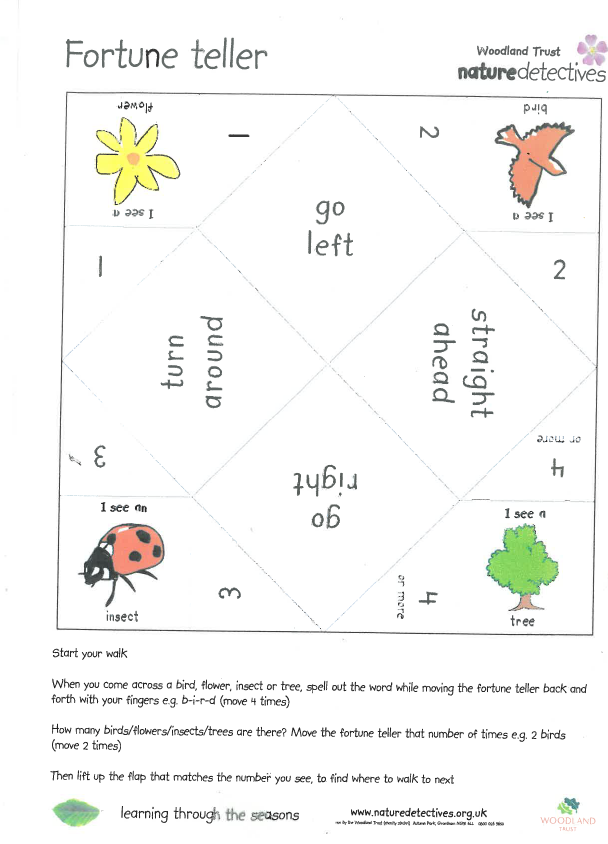 Fortune teller
Woodland Trust
naturedetectives
flower
I see a
1
2
bird
I see a
go
left
1
2
turn
around
straight
ahead
3
or more
4
go
right
I see an
insect
3
or more
4
I see a
tree
Start your walk
When you come across a bird, flower, insect or tree, spell out the word while moving the fortune teller back and
forth with your fingers e.g. b-i-r-d (move 4 times)
How many birds/flowers/insects/trees are there? Move the fortune teller that number of times e.g. 2 birds
(move 2 times)
Then lift up the flap that matches the number you see, to find where to walk to next
learning through the seasons
www.naturedetectives.org.uk
WOODLAND
TRUST